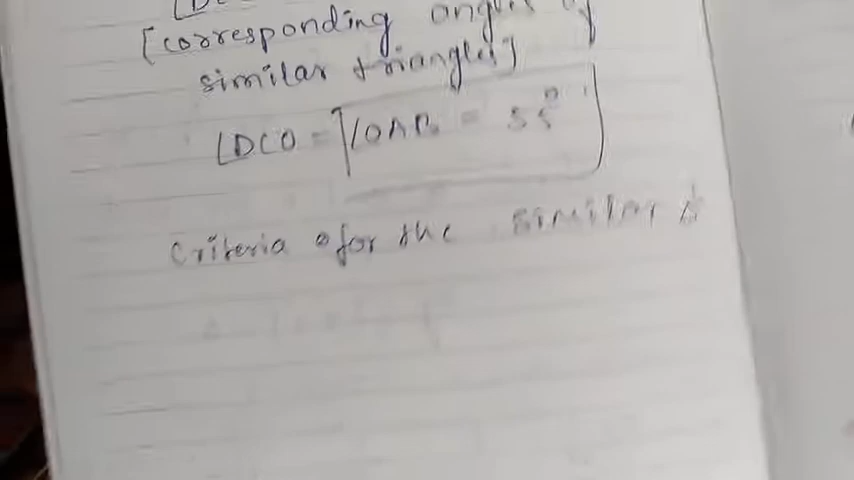 [corresponding angles of
similar triangles]
∠DCO = ∠OAB = 55°
Criteria for the similar